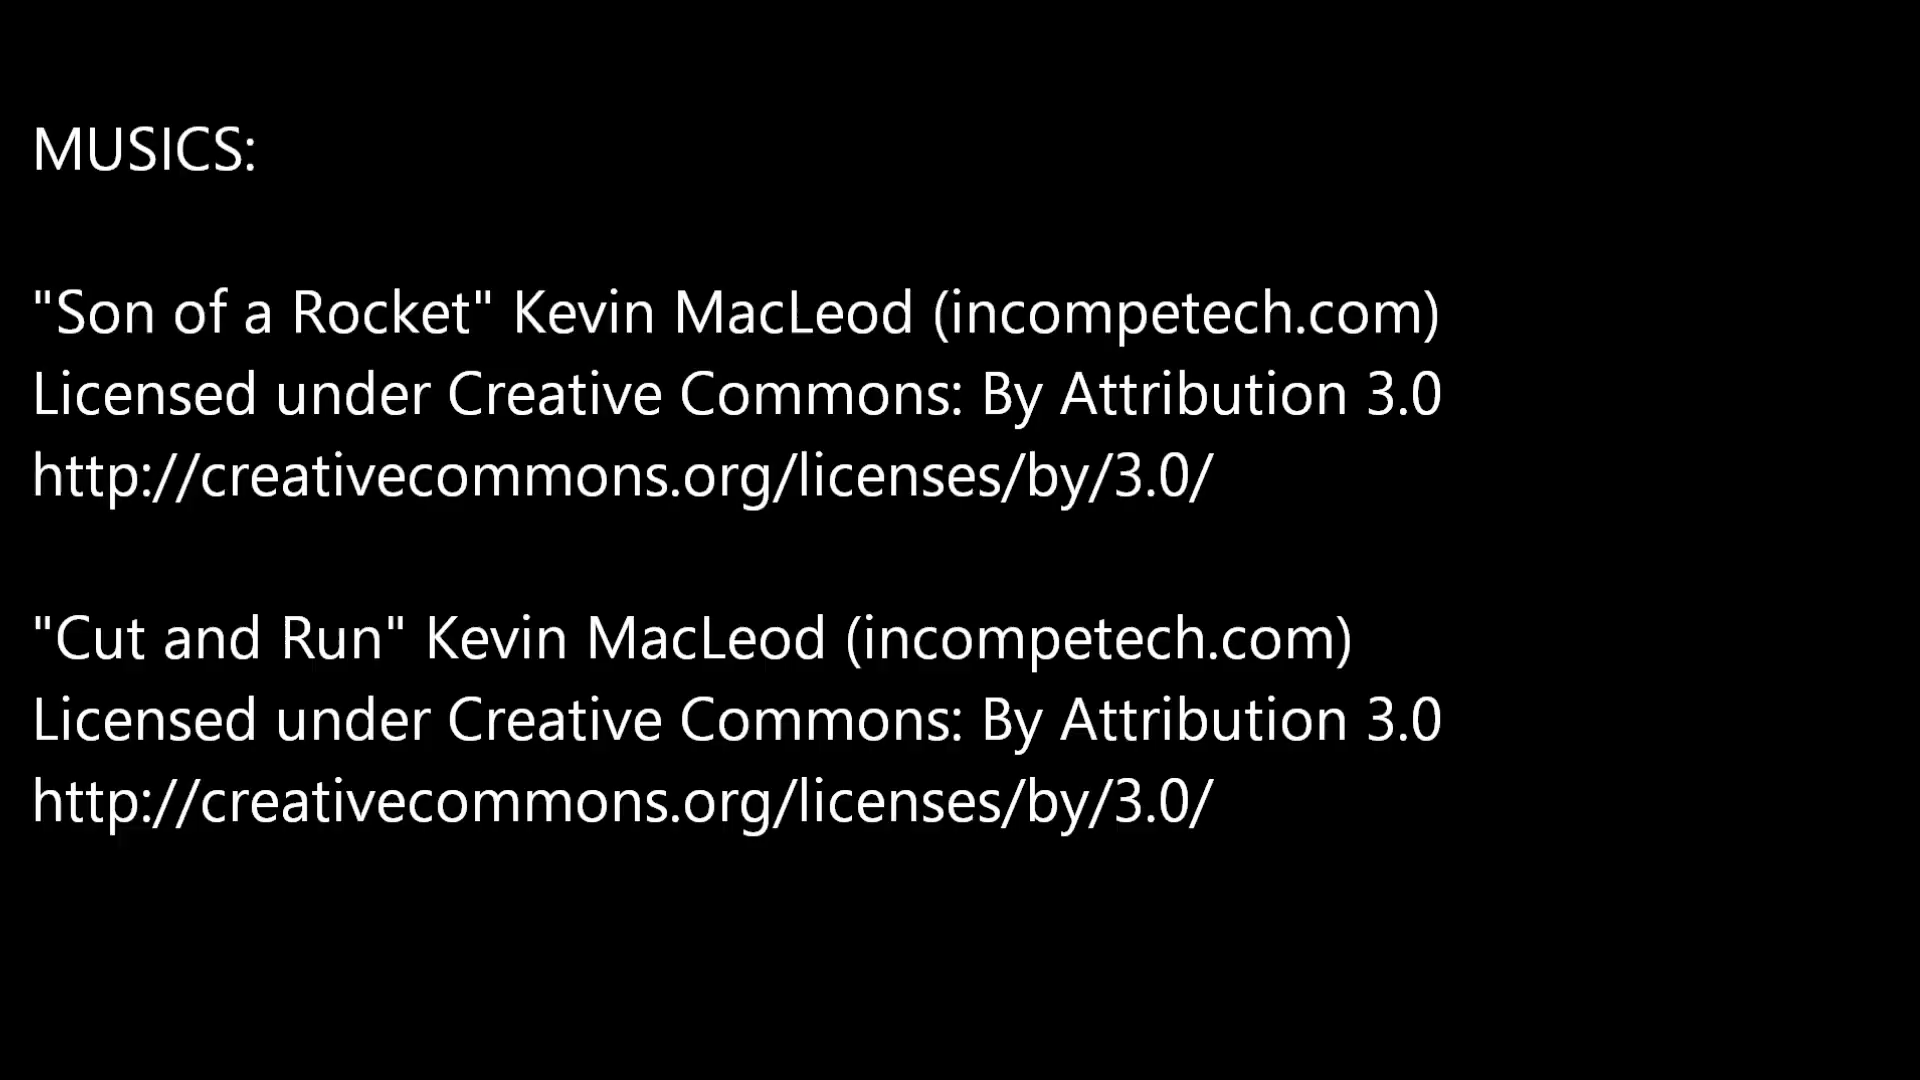 MUSICS:
"Son of a Rocket" Kevin MacLeod (incompetech.com)
Licensed under Creative Commons: By Attribution 3.0
http://creativecommons.org/licenses/by/3.0/
"Cut and Run" Kevin MacLeod (incompetech.com)
Licensed under Creative Commons: By Attribution 3.0
http://creativecommons.org/licenses/by/3.0/